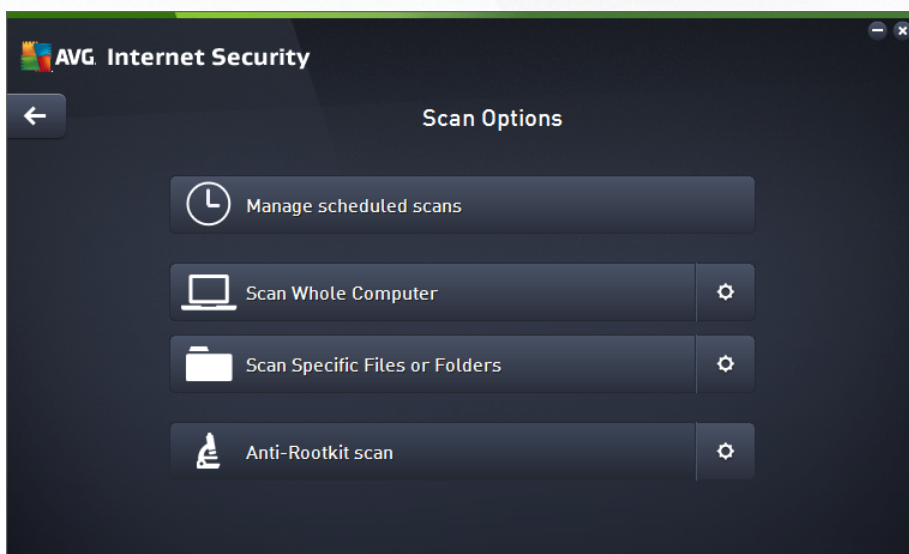 AVG. Internet Security
Scan Options
Manage scheduled scans
Scan Whole Computer
Scan Specific Files or Folders
Anti-Rootkit scan